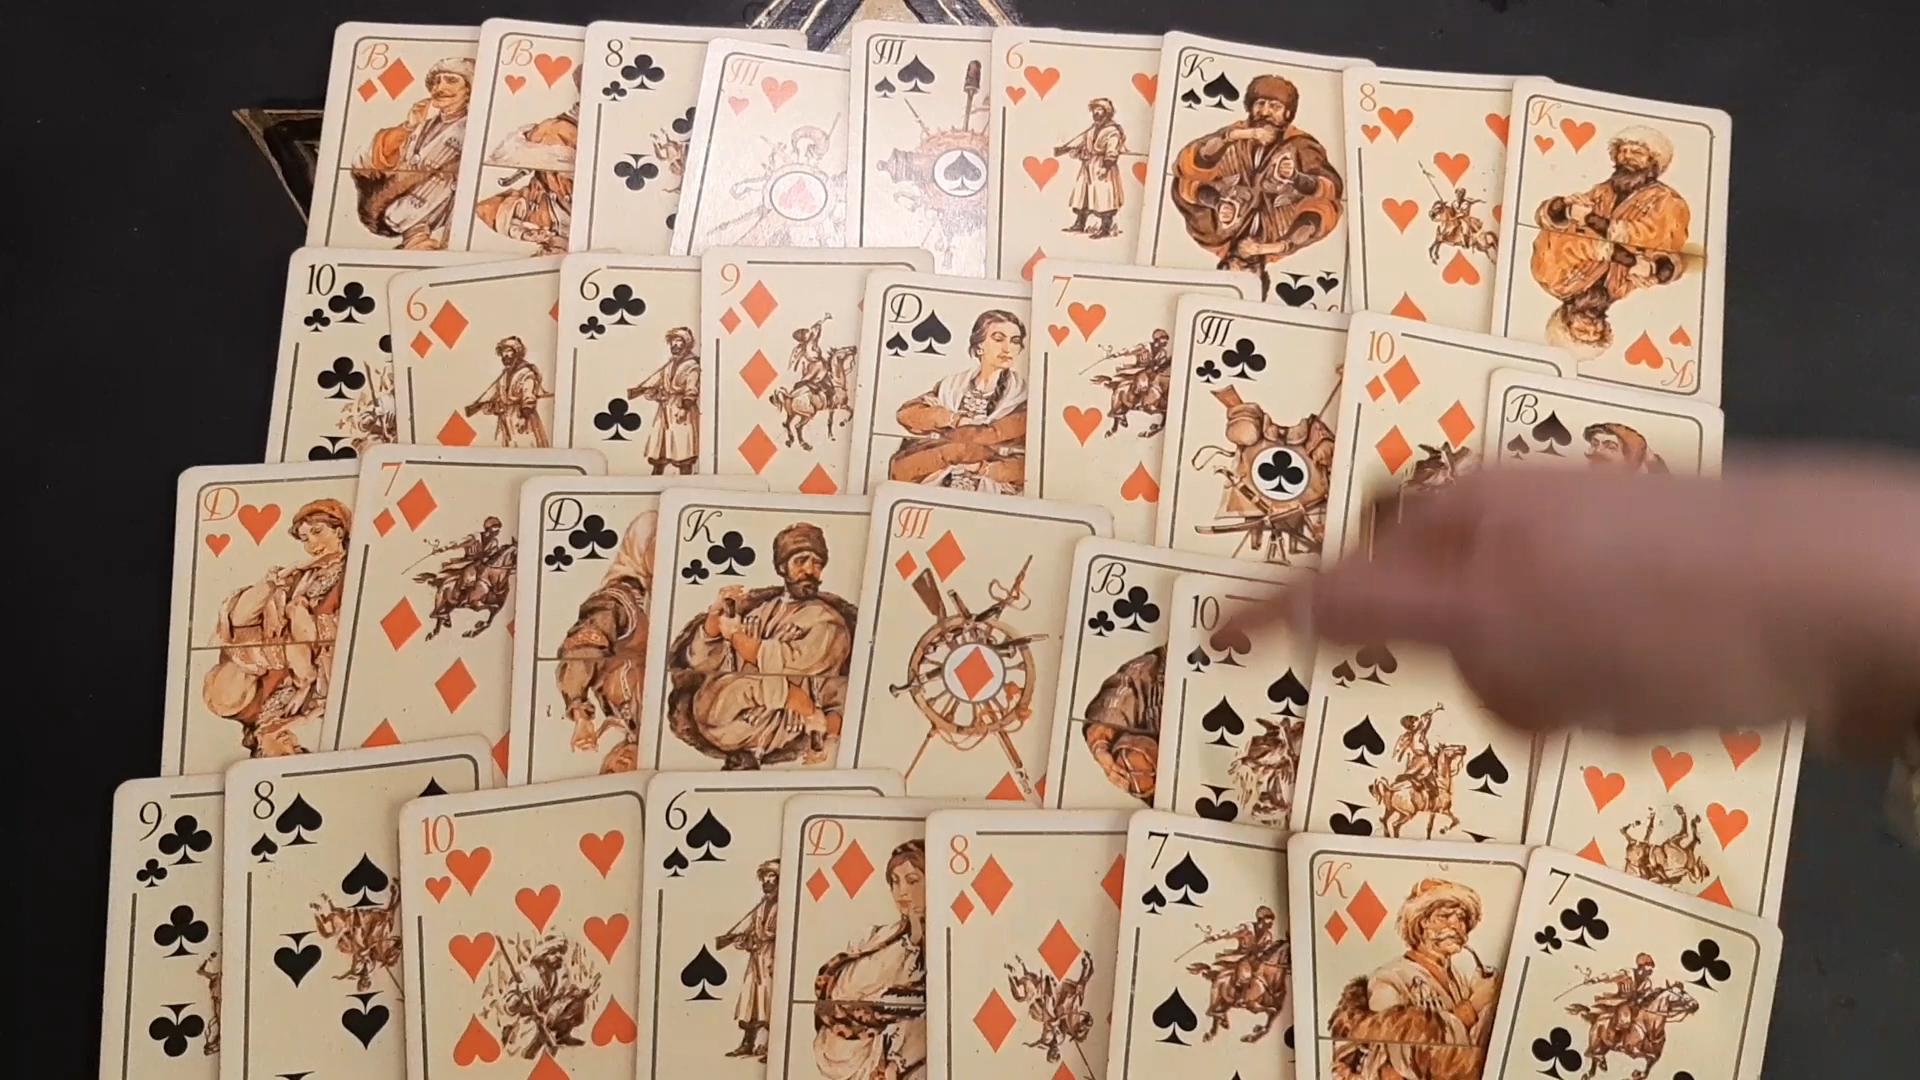 В В 8 Т Т 6 К 8 К
10 6 6 9 Д 7 Т 10 В К
Д 7 Д К Т В 10
9 8 10 6 Д 8 7 К 7